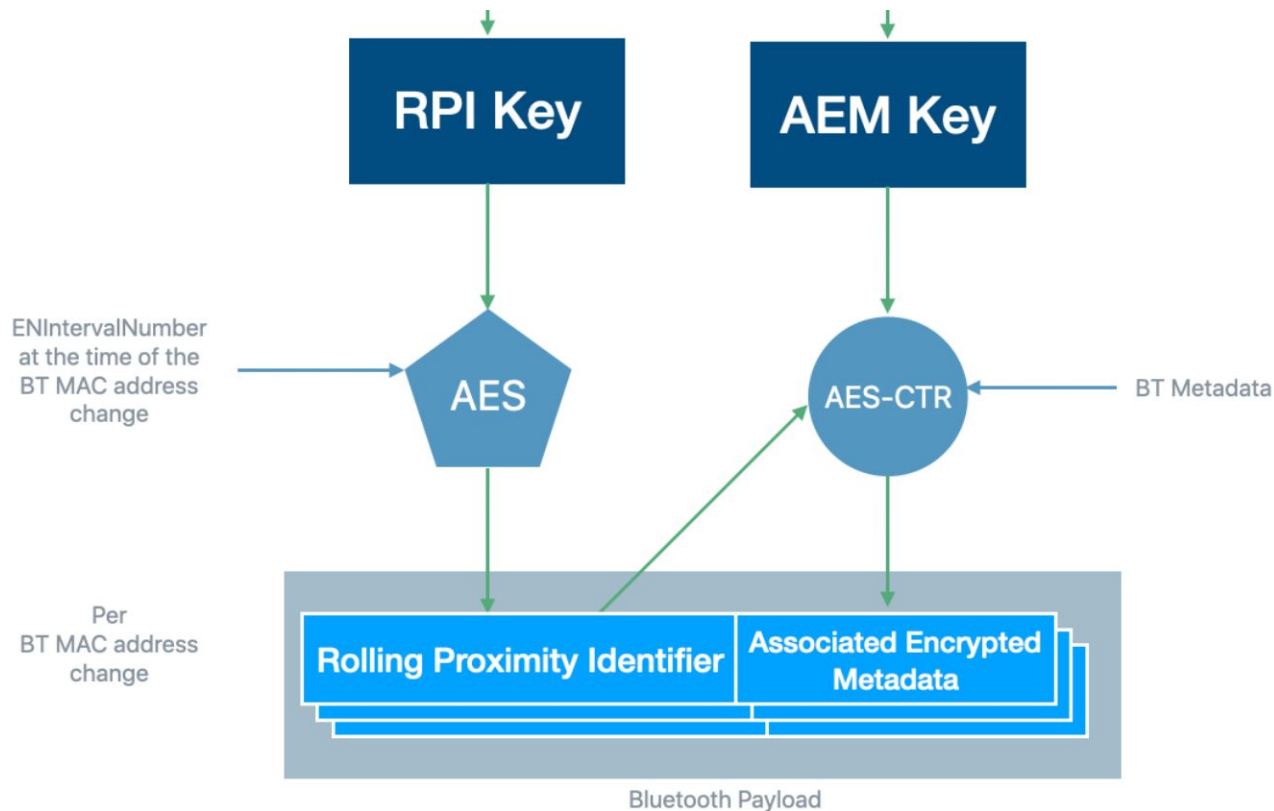 RPI Key
AEM Key
ENIntervalNumber
at the time of the
BT MAC address
change
AES
AES-CTR
BT Metadata
Per
BT MAC address
change
Rolling Proximity Identifier
Associated Encrypted
Metadata
Bluetooth Payload